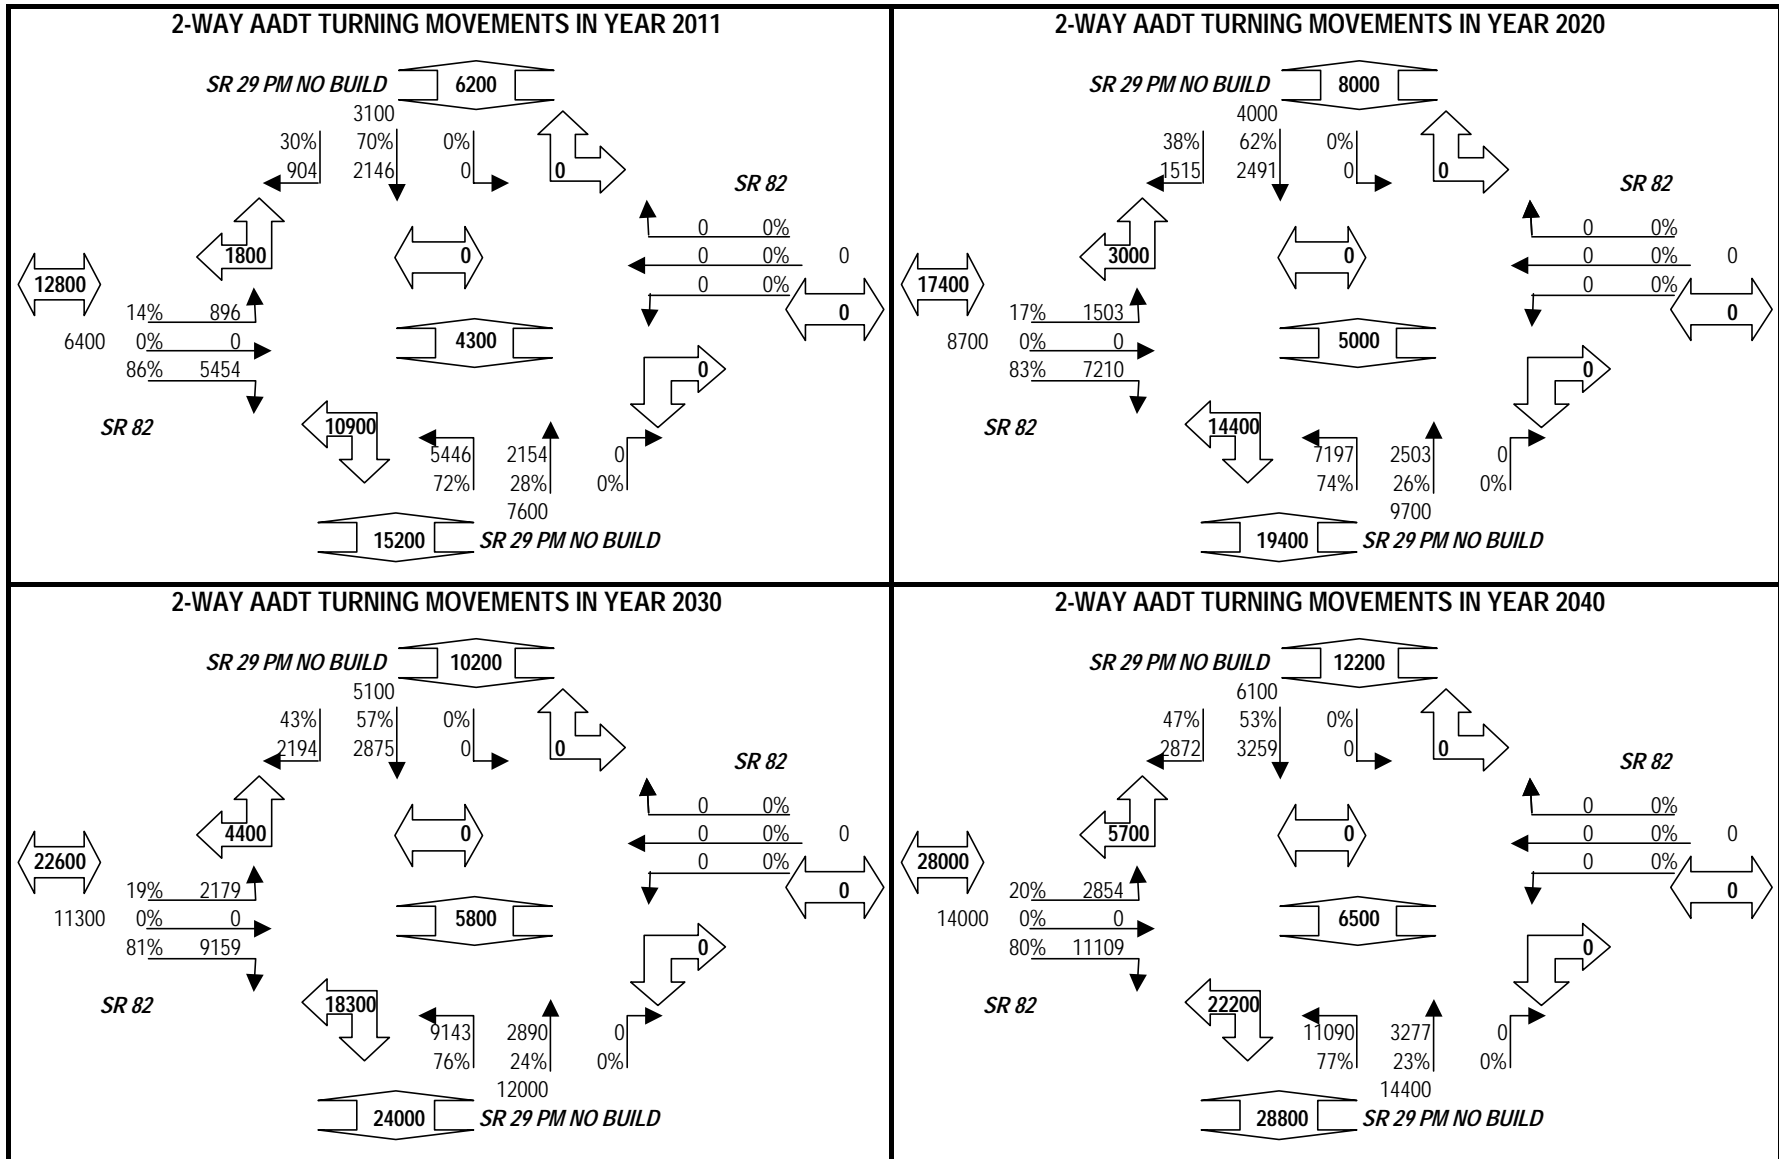 2-WAY AADT TURNING MOVEMENTS IN YEAR 2011
SR 29 PM NO BUILD 6200
3100
30% 70% 0%
904 2146 0 0
SR 82
0 0%
1800 0 0 0% 0
12800 0 0%
14% 896 0
6400 0% 0 4300
86% 5454 0
SR 82 10900
5446 2154 0
72% 28% 0%
7600
15200 SR 29 PM NO BUILD
2-WAY AADT TURNING MOVEMENTS IN YEAR 2020
SR 29 PM NO BUILD 8000
4000
38% 62% 0%
1515 2491 0 0
SR 82
0 0%
3000 0 0 0% 0
17400 0 0%
17% 1503 0
8700 0% 0 5000
83% 7210 0
SR 82 14400
7197 2503 0
74% 26% 0%
9700
19400 SR 29 PM NO BUILD
2-WAY AADT TURNING MOVEMENTS IN YEAR 2030
SR 29 PM NO BUILD 10200
5100
43% 57% 0%
2194 2875 0 0
SR 82
0 0%
4400 0 0 0% 0
22600 0 0%
19% 2179 0
11300 0% 0 5800
81% 9159 0
SR 82 18300
9143 2890 0
76% 24% 0%
12000
24000 SR 29 PM NO BUILD
2-WAY AADT TURNING MOVEMENTS IN YEAR 2040
SR 29 PM NO BUILD 12200
6100
47% 53% 0%
2872 3259 0 0
SR 82
0 0%
5700 0 0 0% 0
28000 0 0%
20% 2854 0
14000 0% 0 6500
80% 11109 0
SR 82 22200
11090 3277 0
77% 23% 0%
14400
28800 SR 29 PM NO BUILD